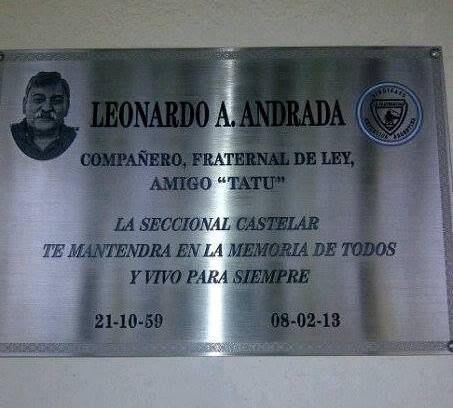 LEONARDO A. ANDRADA
COMPAÑERO, FRATERNAL DE LEY,
AMIGO "TATU"
LA SECCIONAL CASTELAR
TE MANTENDRA EN LA MEMORIA DE TODOS
Y VIVO PARA SIEMPRE
21-10-59 08-02-13